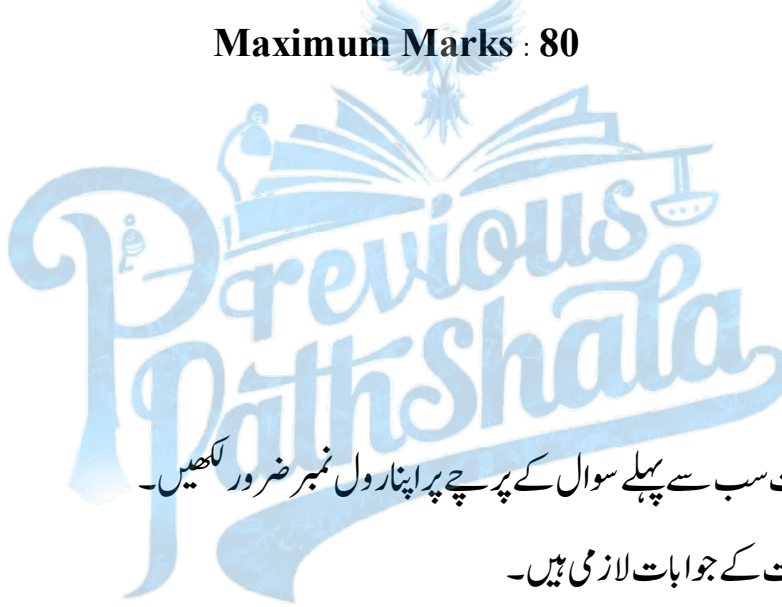 Maximum Marks : 80
Previous
Pathshala
سب سے پہلے سوال کے پرچے پر اپنا رول نمبر ضرور لکھیں۔
کے جوابات لازمی ہیں۔